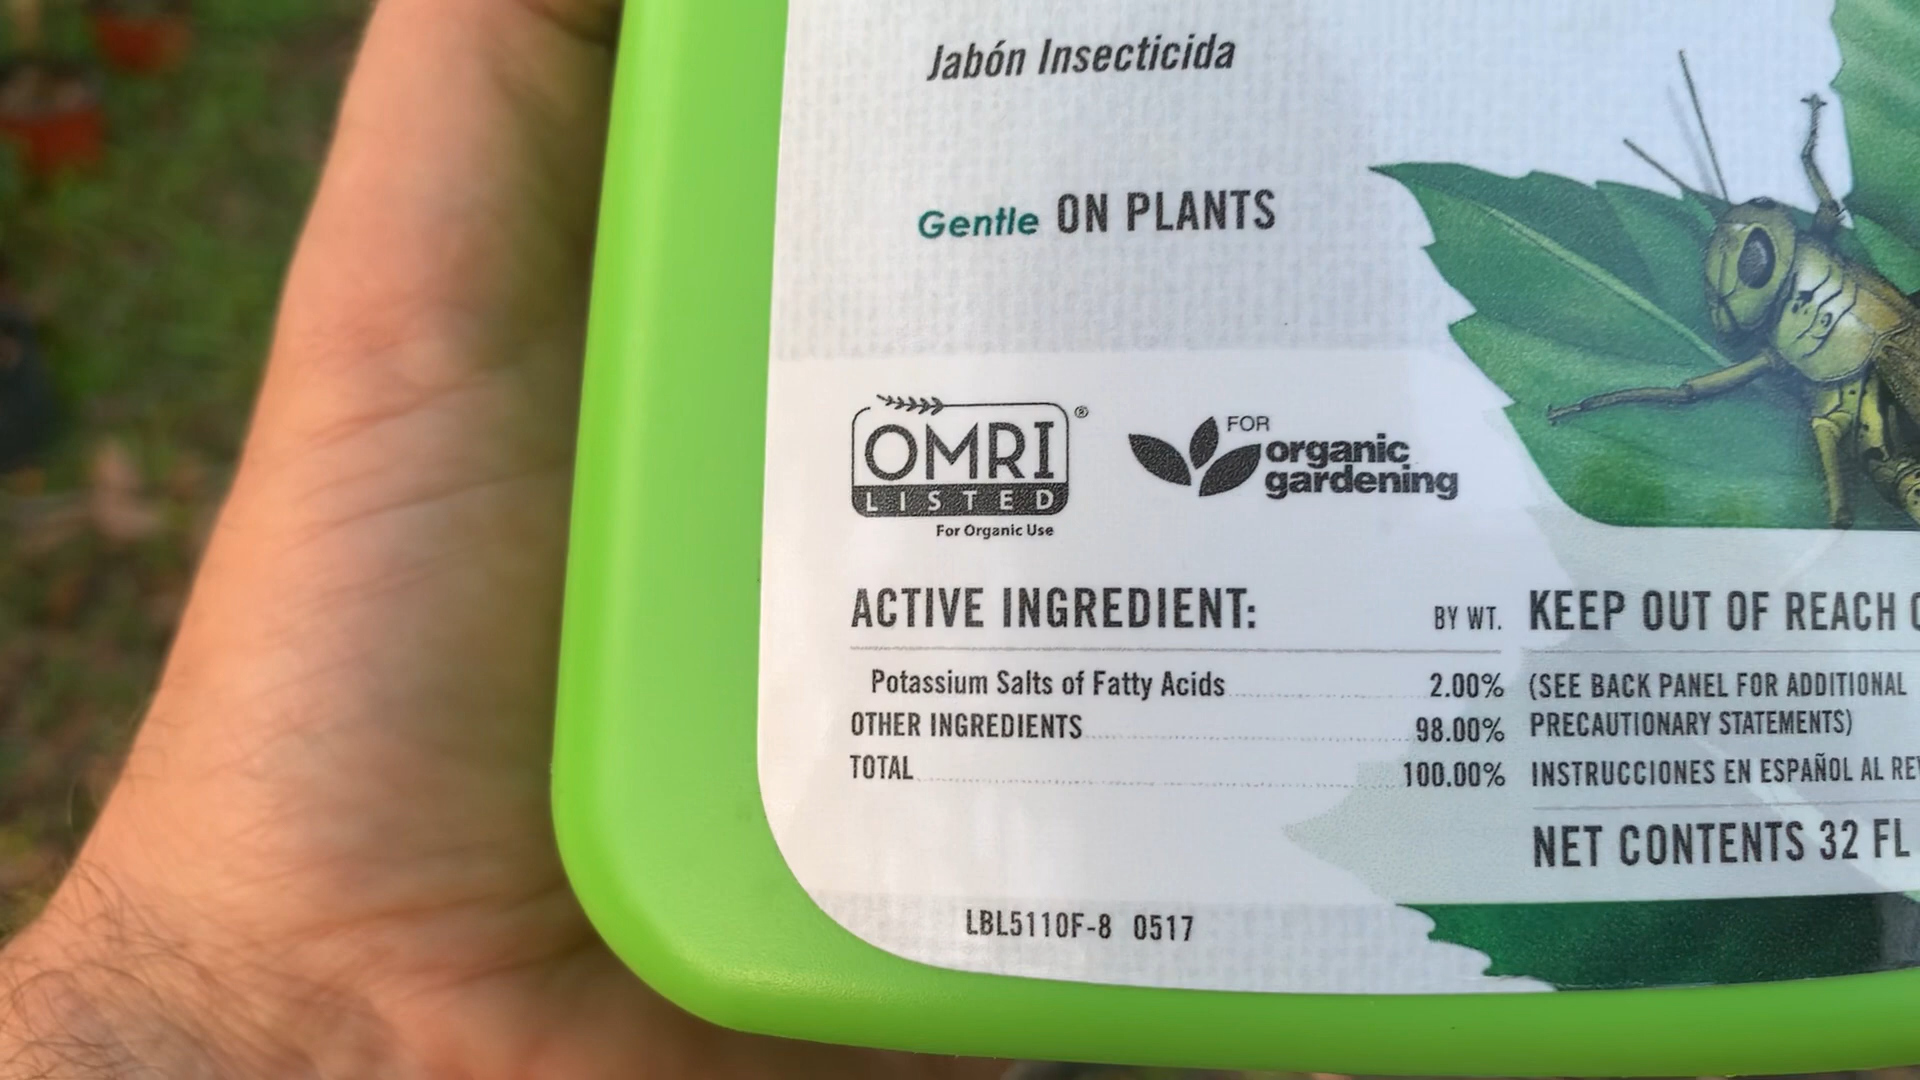 Jabón Insecticida
Gentle ON PLANTS
OMRI ®
LISTED
For Organic Use
FOR
organic
gardening
ACTIVE INGREDIENT: BY WT.
Potassium Salts of Fatty Acids 2.00%
OTHER INGREDIENTS 98.00%
TOTAL 100.00%
KEEP OUT OF REACH
(SEE BACK PANEL FOR ADDITIONAL
PRECAUTIONARY STATEMENTS)
INSTRUCCIONES EN ESPAÑOL AL
NET CONTENTS 32 FL
LBL5110F-8 0517